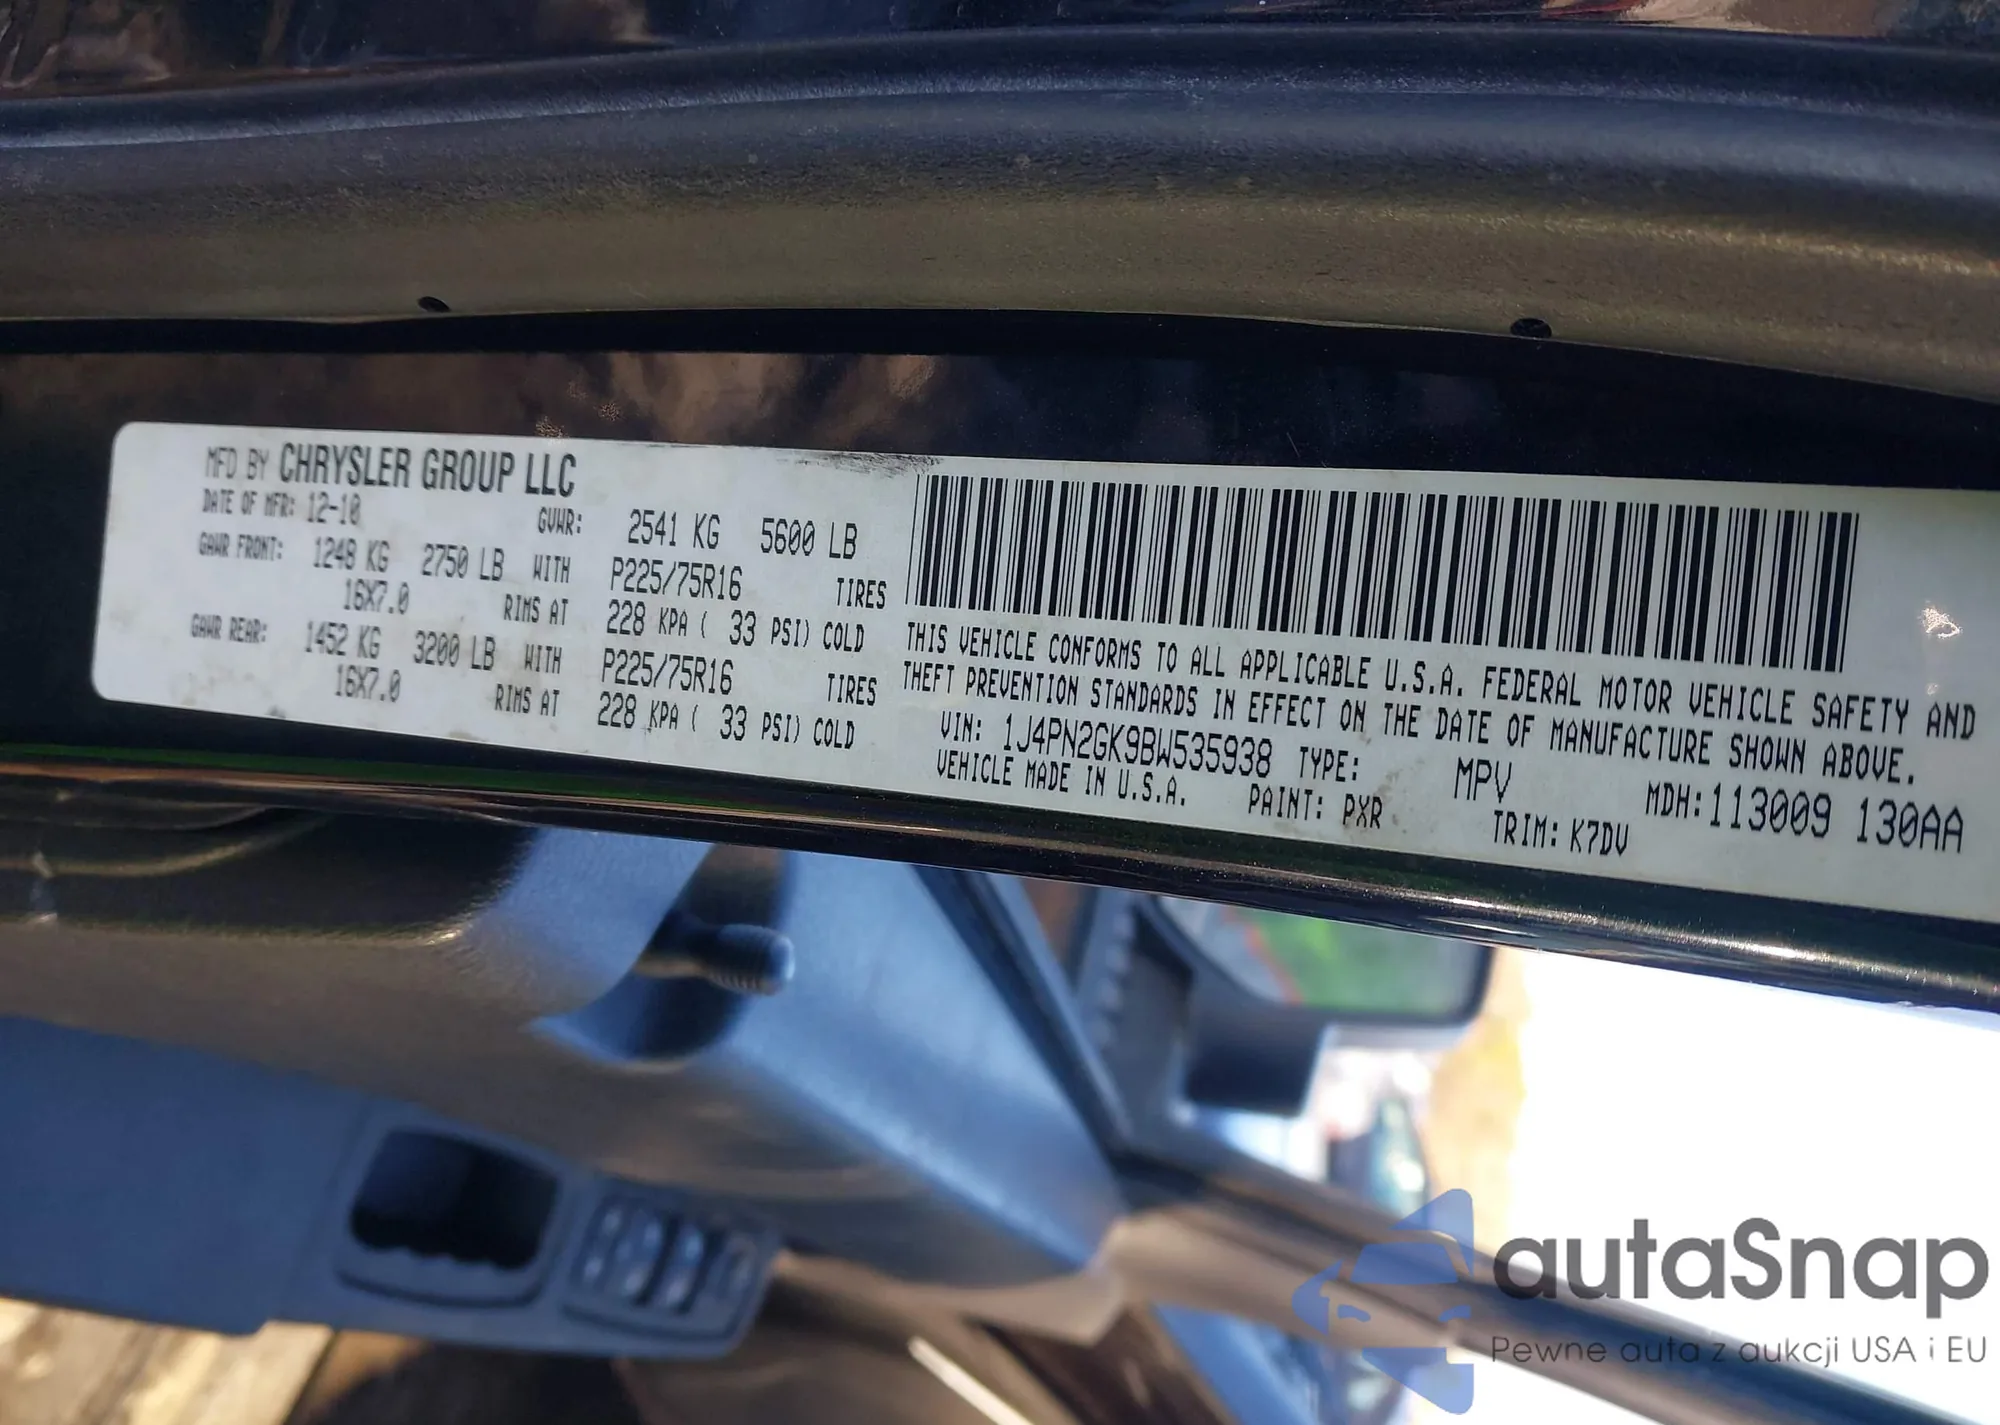 MFD BY CHRYSLER GROUP LLC
DATE OF MFR: 12-10 GVWR: 2541 KG 5600 LB
GAWR FRONT: 1248 KG 2750 LB WITH P225/75R16 TIRES
16X7.0 RIMS AT 228 KPA ( 33 PSI) COLD
GAWR REAR: 1452 KG 3200 LB WITH P225/75R16 TIRES
16X7.0 RIMS AT 228 KPA ( 33 PSI) COLD
THIS VEHICLE CONFORMS TO ALL APPLICABLE U.S.A. FEDERAL MOTOR VEHICLE SAFETY AND
THEFT PREVENTION STANDARDS IN EFFECT ON THE DATE OF MANUFACTURE SHOWN ABOVE.
VIN: 1J4PN2GK9BW535938 TYPE: MPV MDH:113009 130AA
VEHICLE MADE IN U.S.A. PAINT: PXR TRIM: K7DV
autaSnap
Pewne auta z aukcji USA i EU